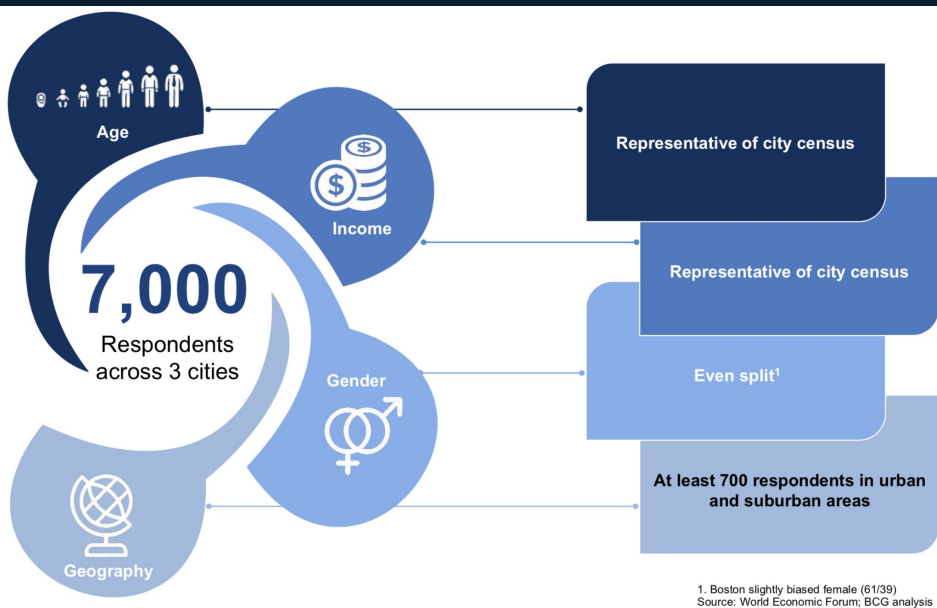 Age
Representative of city census
Income
Representative of city census
7,000
Respondents
across 3 cities
Gender
Even split¹
Geography
At least 700 respondents in urban
and suburban areas
1. Boston slightly biased female (61/39)
Source: World Economic Forum; BCG analysis